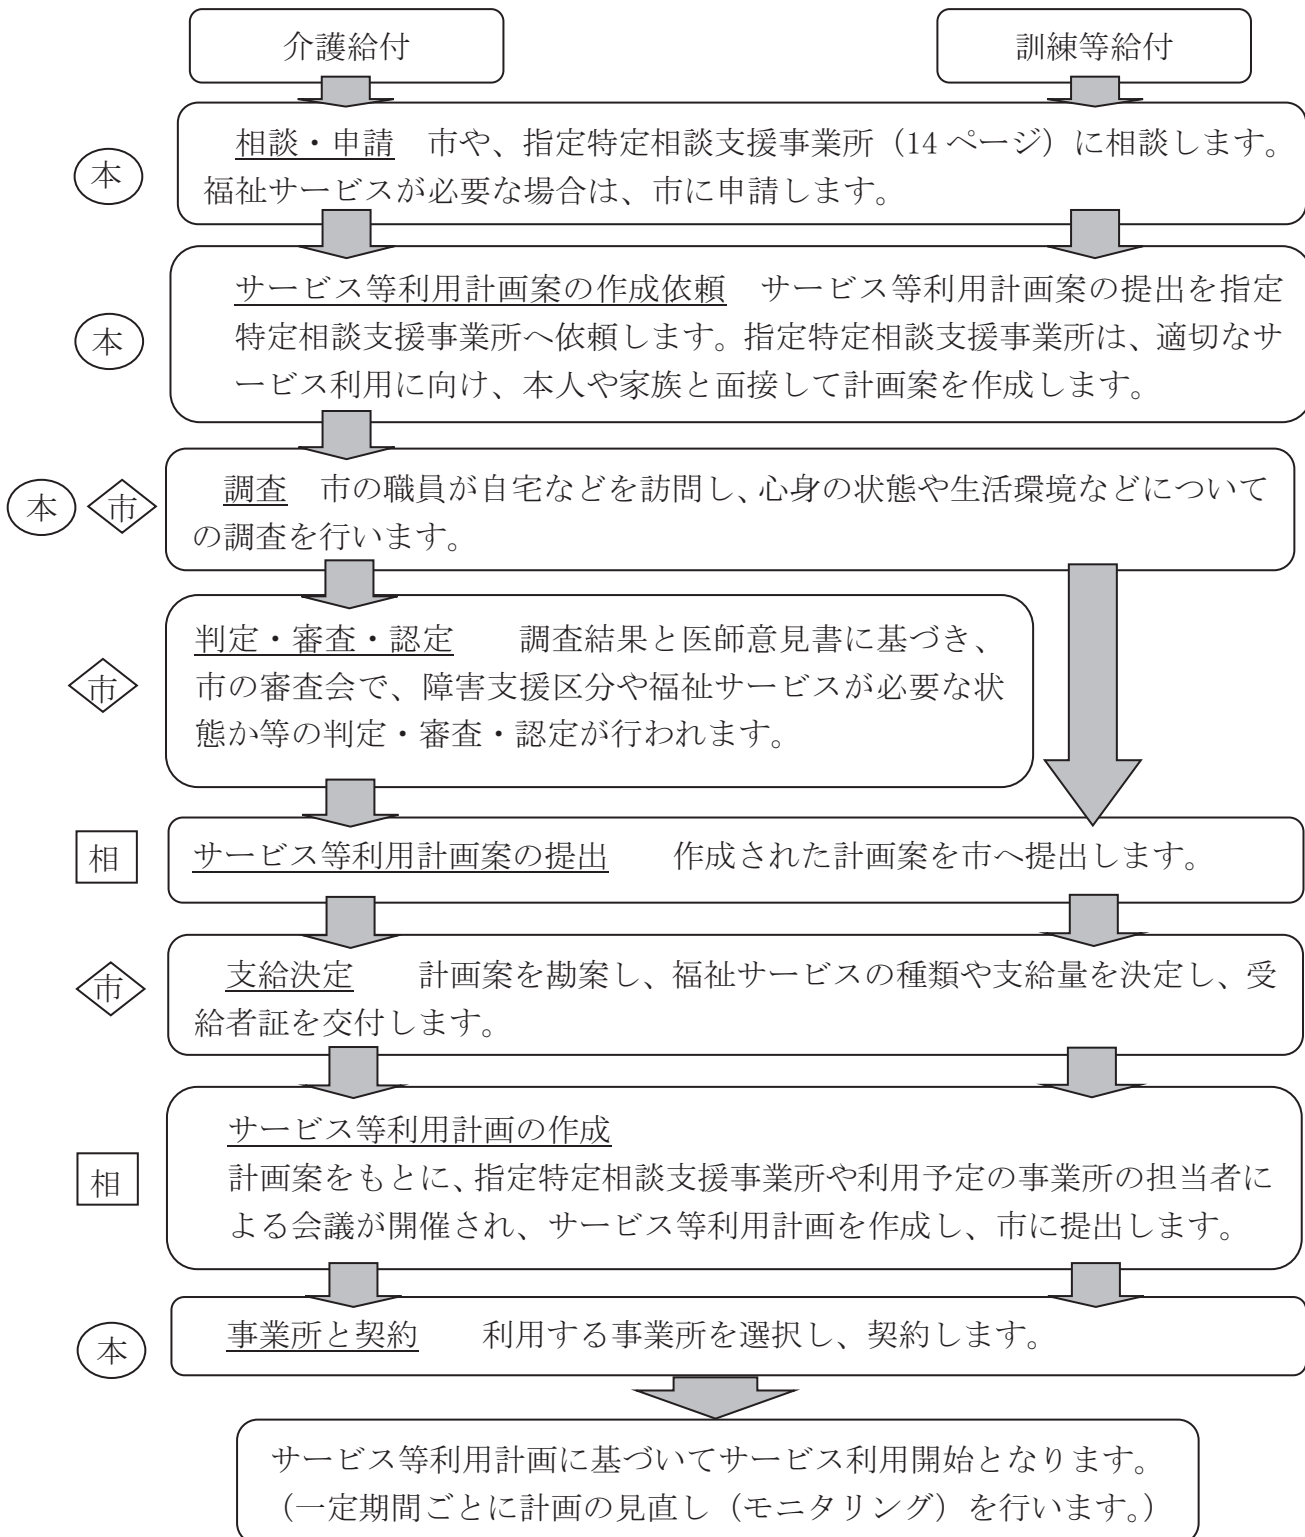 介護給付
訓練等給付
本
相談・申請　市や、指定特定相談支援事業所（14 ページ）に相談します。
福祉サービスが必要な場合は、市に申請します。
本
サービス等利用計画案の作成依頼　サービス等利用計画案の提出を指定
特定相談支援事業所へ依頼します。指定特定相談支援事業所は、適切なサ
ービス利用に向け、本人や家族と面接して計画案を作成します。
本 市
調査　市の職員が自宅などを訪問し、心身の状態や生活環境などについて
の調査を行います。
市
判定・審査・認定　　調査結果と医師意見書に基づき、
市の審査会で、障害支援区分や福祉サービスが必要な状
態か等の判定・審査・認定が行われます。
相
サービス等利用計画案の提出　　作成された計画案を市へ提出します。
市
支給決定　　計画案を勘案し、福祉サービスの種類や支給量を決定し、受
給者証を交付します。
相
サービス等利用計画の作成
計画案をもとに、指定特定相談支援事業所や利用予定の事業所の担当者に
よる会議が開催され、サービス等利用計画を作成し、市に提出します。
本
事業所と契約　　利用する事業所を選択し、契約します。
サービス等利用計画に基づいてサービス利用開始となります。
（一定期間ごとに計画の見直し（モニタリング）を行います。）